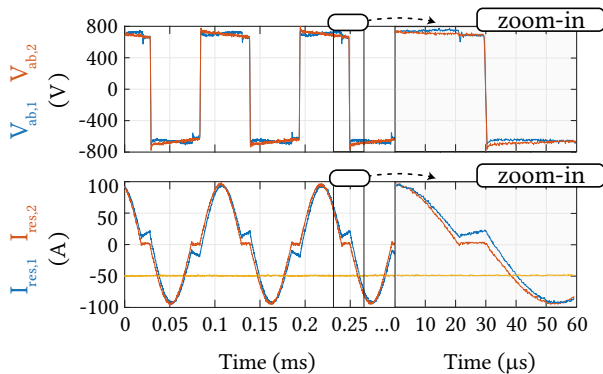 V_ab,1 V_ab,2
(V)
800
400
0
-400
-800
zoom-in
I_res,1 I_res,2
(A)
100
50
0
-50
-100
zoom-in
0 0.05 0.1 0.15 0.2 0.25 ...0 10 20 30 40 50 60
Time (ms) Time (μs)